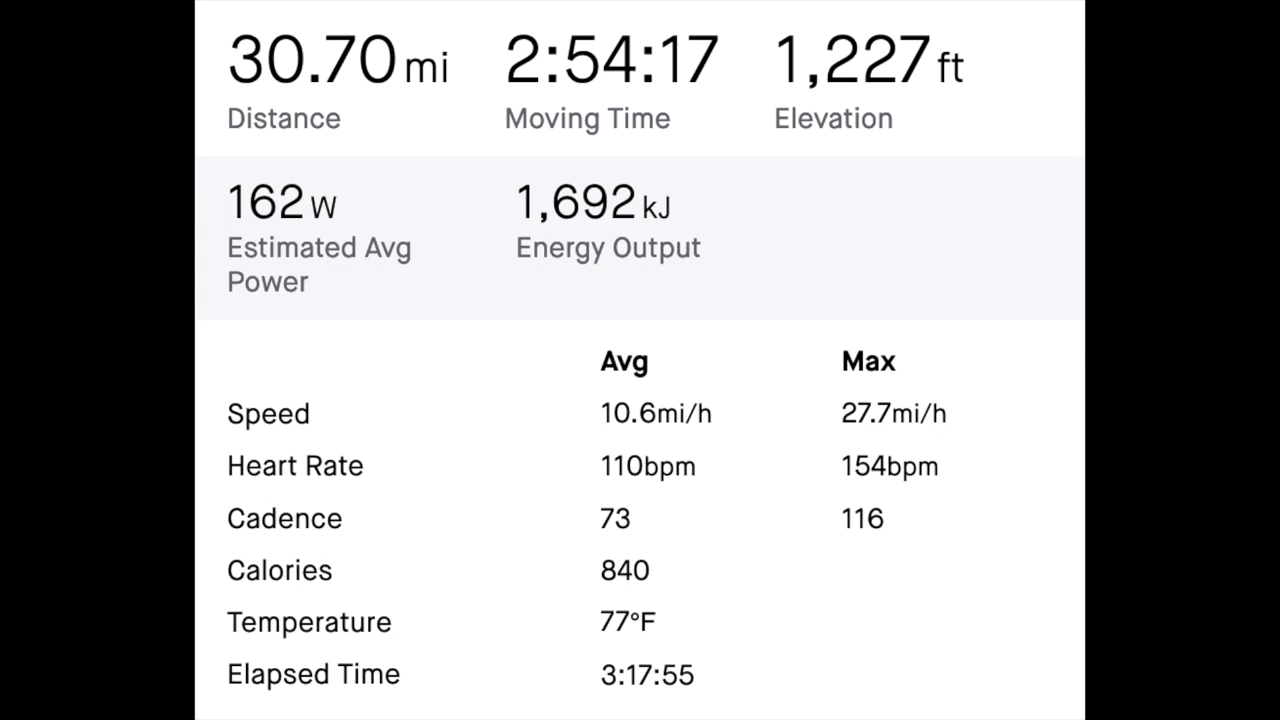 30.70 mi 2:54:17 1,227 ft
Distance Moving Time Elevation
162 W 1,692 kJ
Estimated Avg Power Energy Output
Avg Max
Speed 10.6mi/h 27.7mi/h
Heart Rate 110bpm 154bpm
Cadence 73 116
Calories 840
Temperature 77°F
Elapsed Time 3:17:55